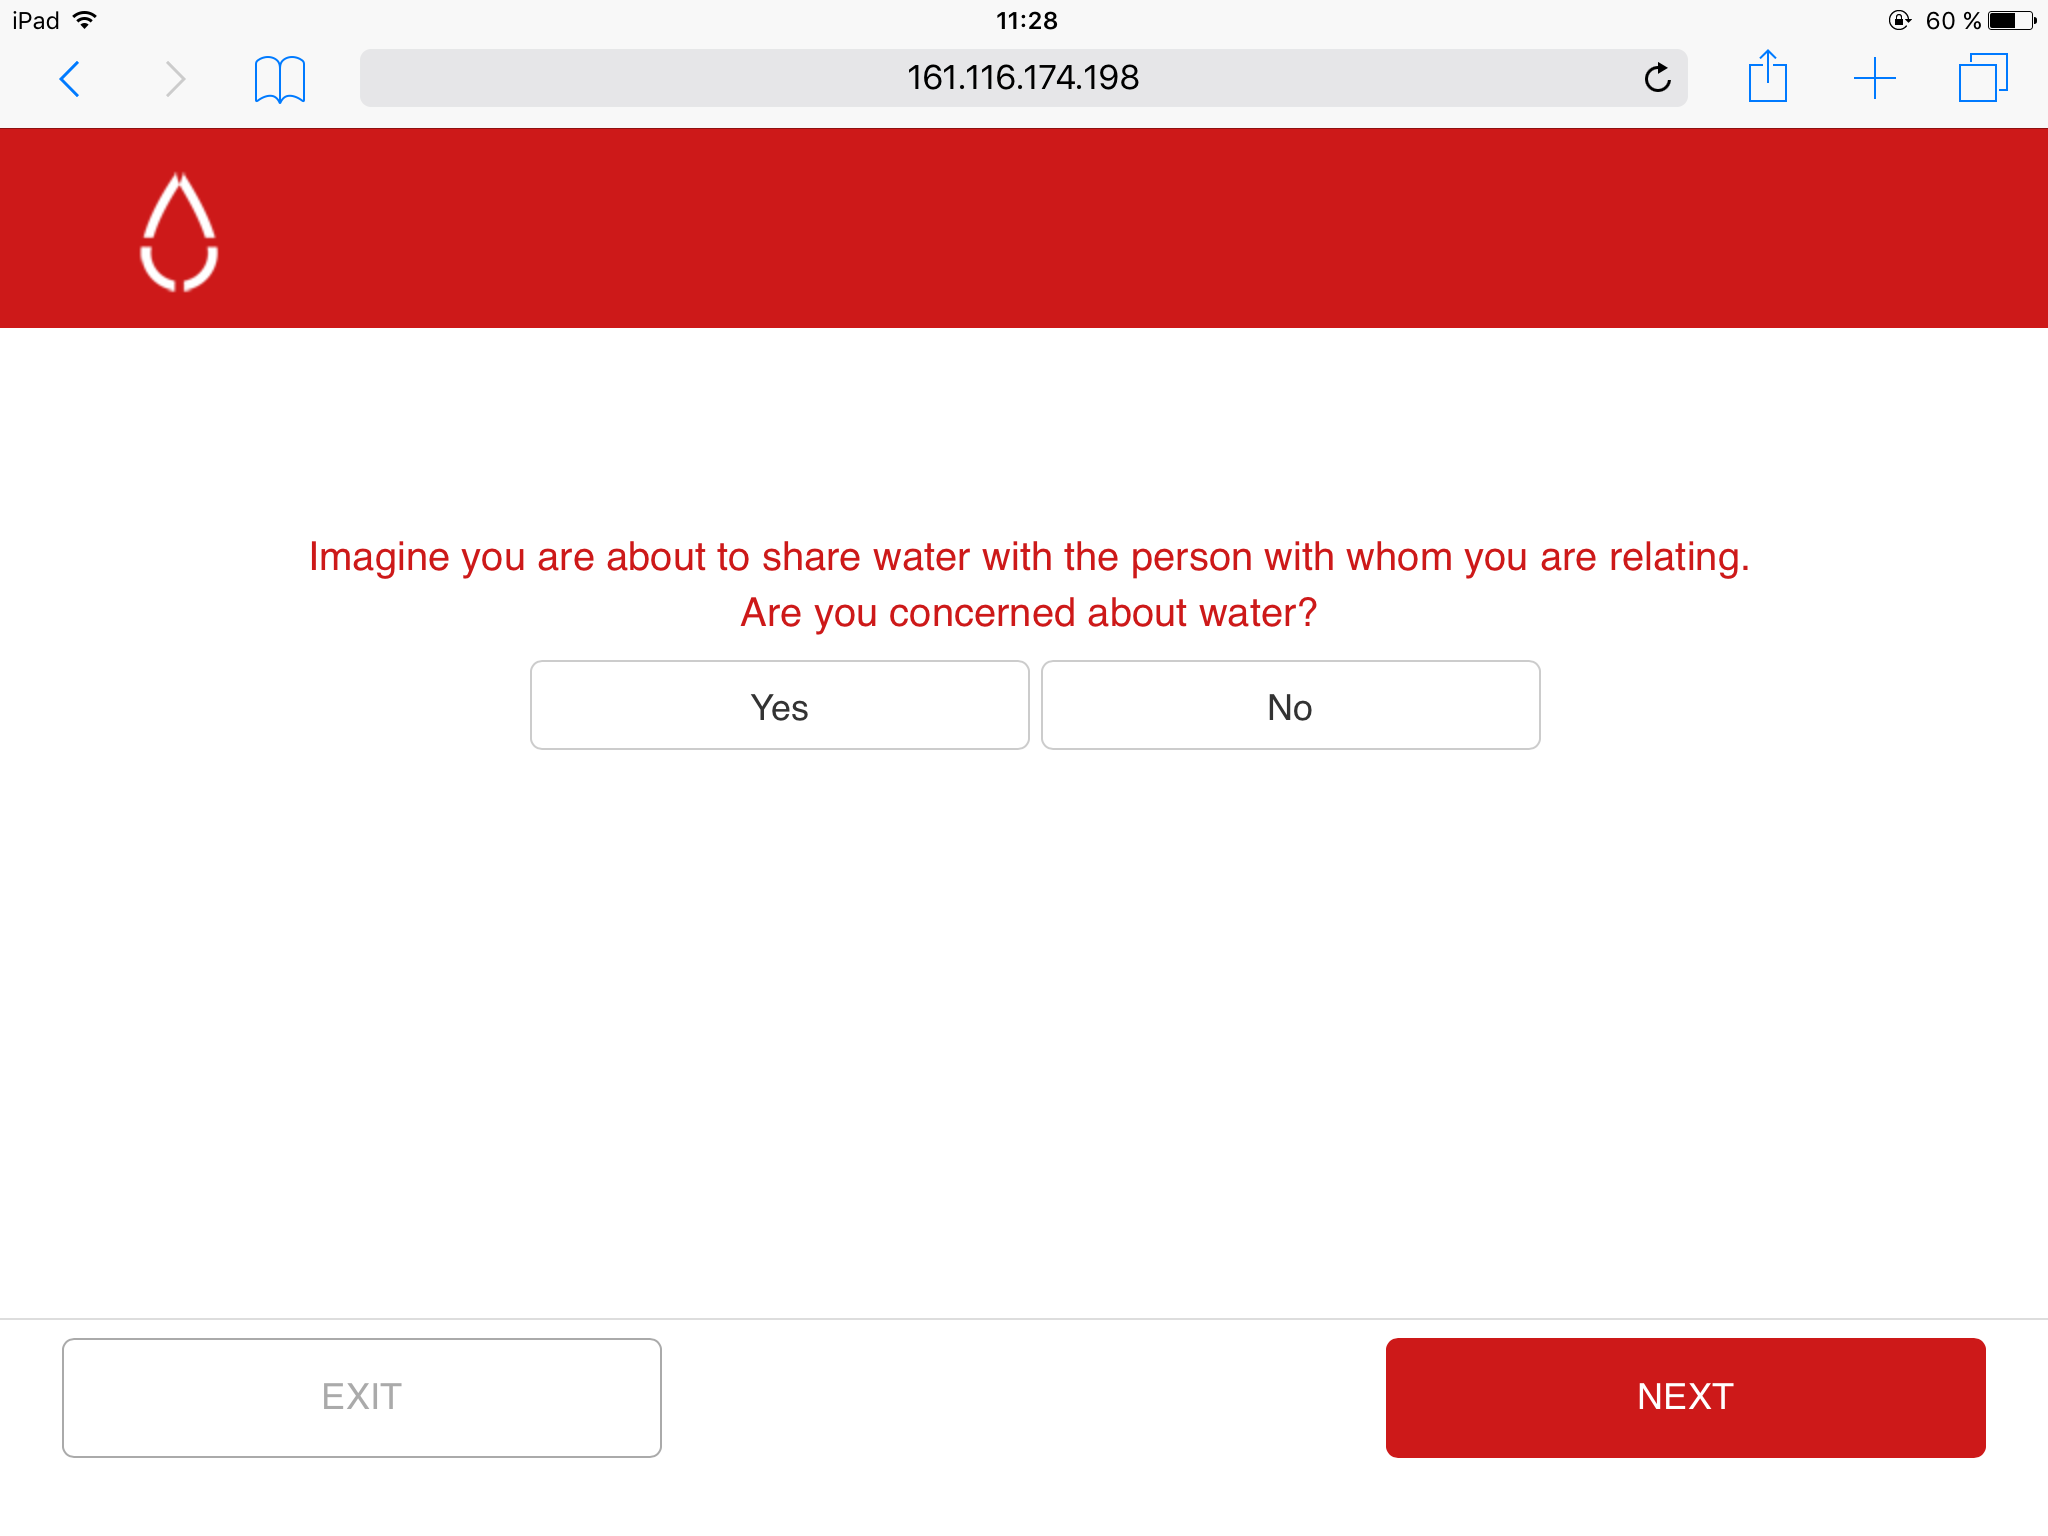 iPad 11:28 60 %
161.116.174.198
Imagine you are about to share water with the person with whom you are relating.
Are you concerned about water?
Yes No
EXIT NEXT